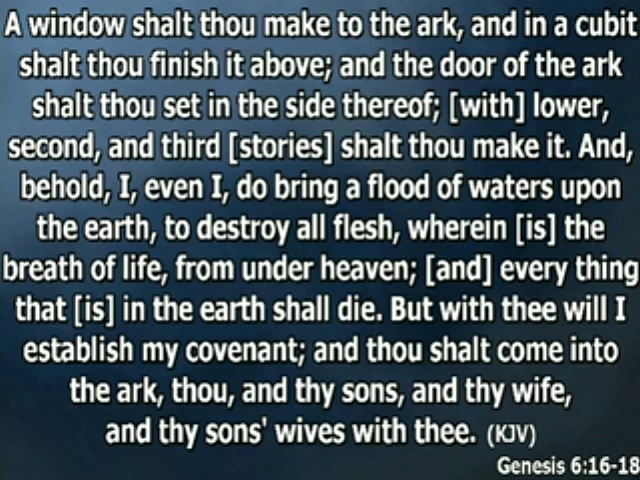 A window shalt thou make to the ark, and in a cubit
shalt thou finish it above; and the door of the ark
shalt thou set in the side thereof; [with] lower,
second, and third [stories] shalt thou make it. And,
behold, I, even I, do bring a flood of waters upon
the earth, to destroy all flesh, wherein [is] the
breath of life, from under heaven; [and] every thing
that [is] in the earth shall die. But with thee will I
establish my covenant; and thou shalt come into
the ark, thou, and thy sons, and thy wife,
and thy sons' wives with thee. (KJV)
Genesis 6:16-18